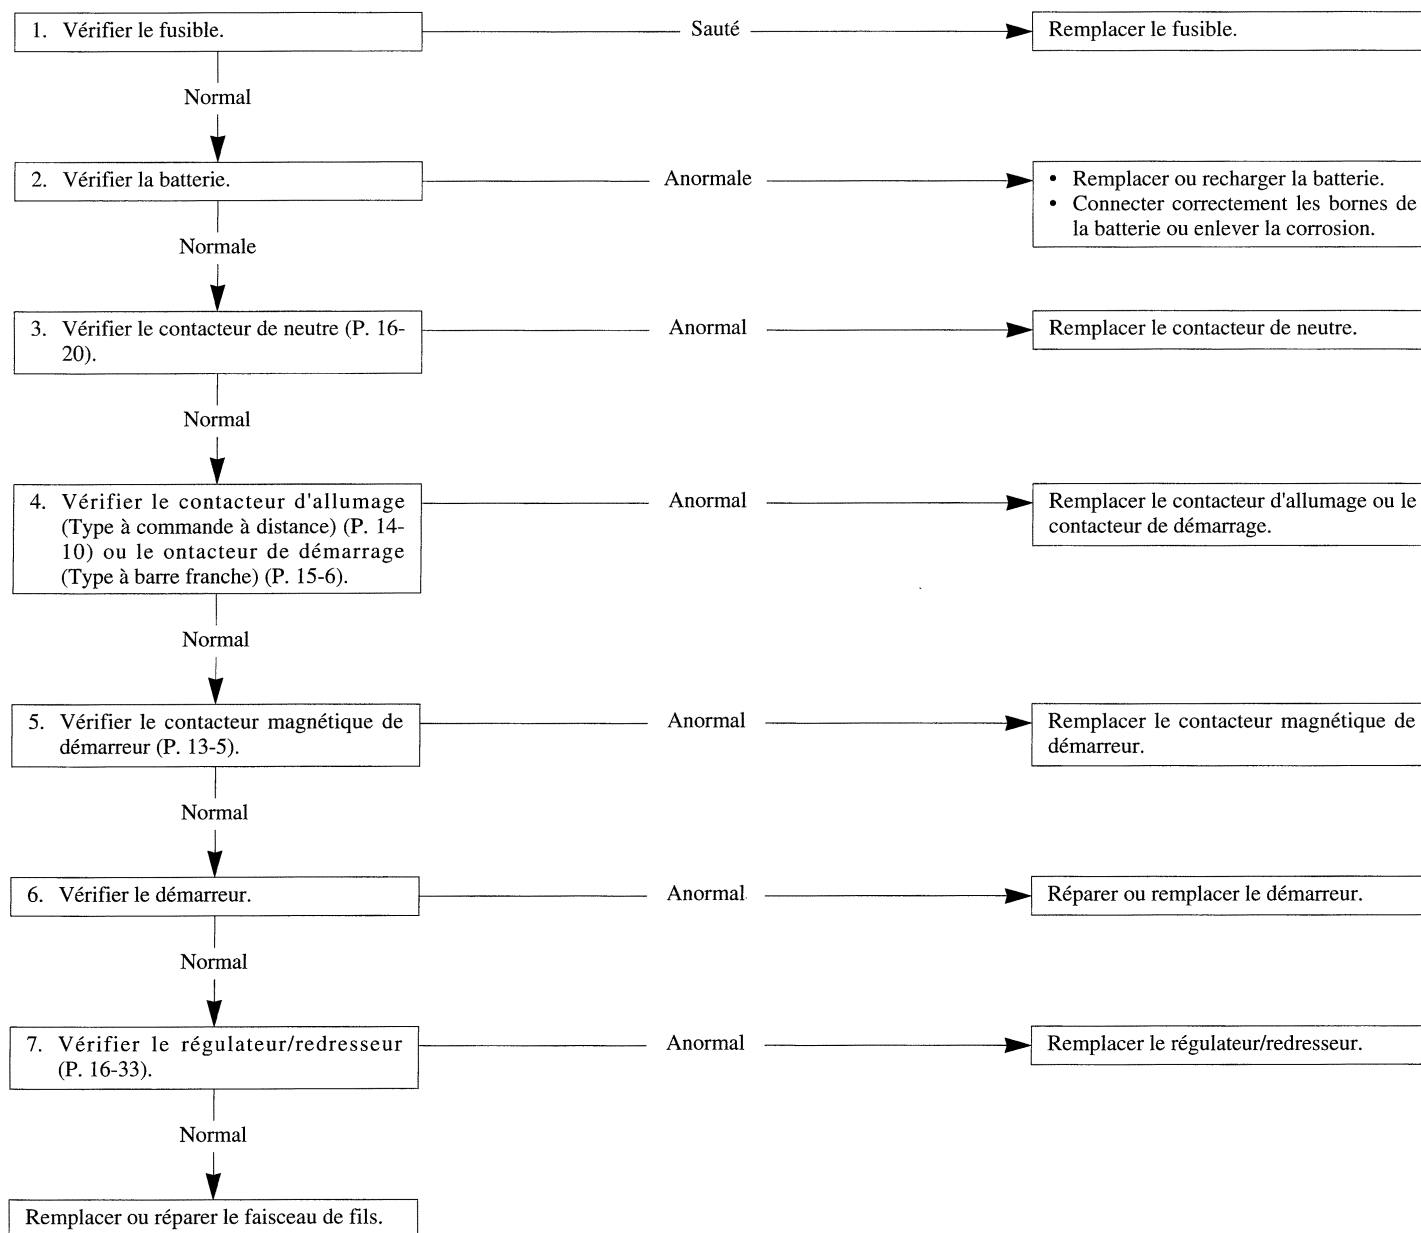 1. Vérifier le fusible.
Sauté
Remplacer le fusible.
Normal
2. Vérifier la batterie.
Anormale
• Remplacer ou recharger la batterie.
• Connecter correctement les bornes de
la batterie ou enlever la corrosion.
Normale
3. Vérifier le contacteur de neutre (P. 16-
20).
Anormal
Remplacer le contacteur de neutre.
Normal
4. Vérifier le contacteur d'allumage
(Type à commande à distance) (P. 14-
10) ou le ontacteur de démarrage
(Type à barre franche) (P. 15-6).
Anormal
Remplacer le contacteur d'allumage ou le
contacteur de démarrage.
Normal
5. Vérifier le contacteur magnétique de
démarreur (P. 13-5).
Anormal
Remplacer le contacteur magnétique de
démarreur.
Normal
6. Vérifier le démarreur.
Anormal
Réparer ou remplacer le démarreur.
Normal
7. Vérifier le régulateur/redresseur
(P. 16-33).
Anormal
Remplacer le régulateur/redresseur.
Normal
Remplacer ou réparer le faisceau de fils.